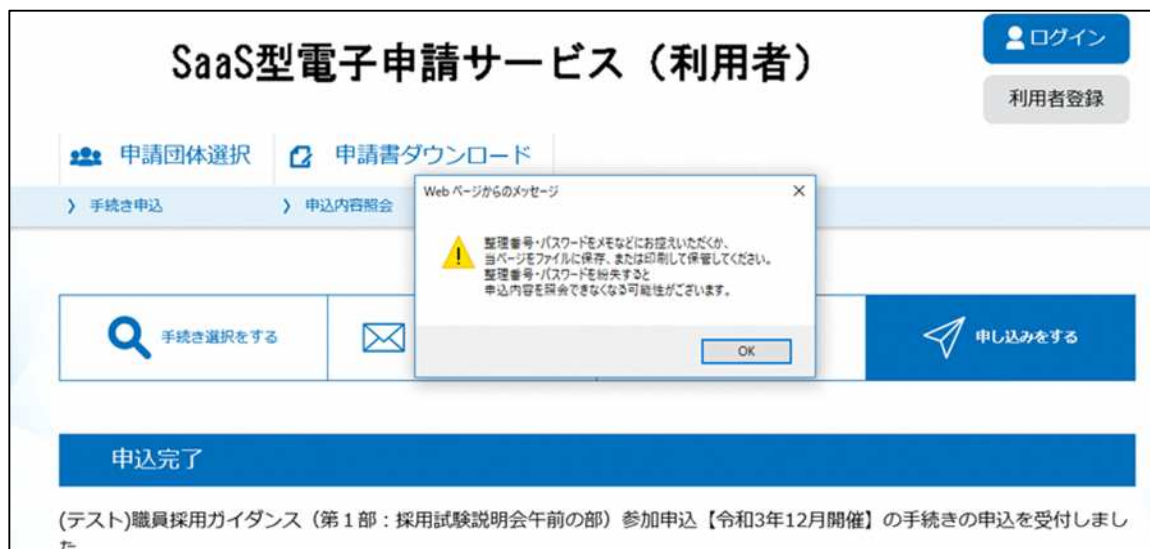 SaaS型電子申請サービス（利用者）
ログイン
利用者登録
申請団体選択
申請書ダウンロード
手続き申込
申込内容照会
Web ページからのメッセージ
整理番号・パスワードをメモなどにお控えいただくか、
当ページをファイルに保存、または印刷して保管してください。
整理番号・パスワードを紛失すると
申込内容を照会できなくなる可能性がございます。
OK
手続き選択をする
申し込みをする
申込完了
(テスト)職員採用ガイダンス（第１部：採用試験説明会午前の部）参加申込【令和3年12月開催】の手続きの申込を受付しまし
た